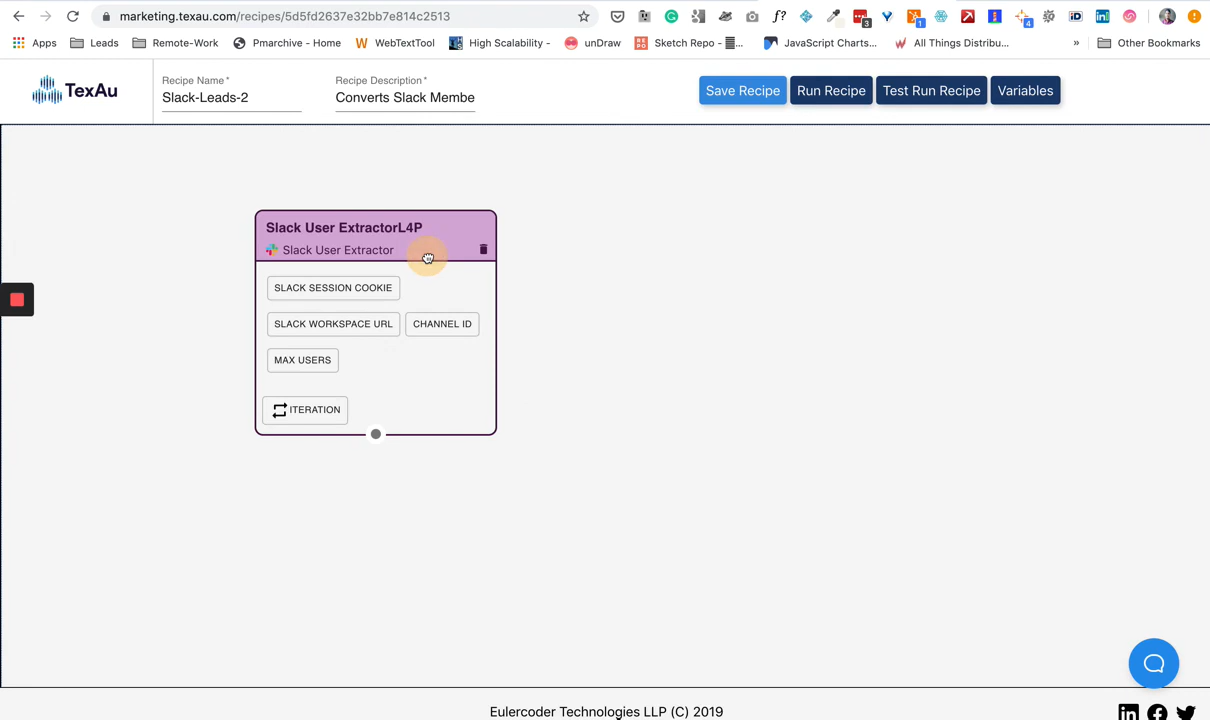 marketing.texau.com/recipes/5d5fd2637e32bb7e814c2513
f?
3
1
4
Apps
Leads
Remote-Work
Pmarchive - Home
W WebTextTool
High Scalability -
unDraw
Sketch Repo -
JavaScript Charts...
All Things Distribu...
»
Other Bookmarks
TexAu
Recipe Name*
Slack-Leads-2
Recipe Description*
Converts Slack Membe
Save Recipe
Run Recipe
Test Run Recipe
Variables
Slack User ExtractorL4P
Slack User Extractor
SLACK SESSION COOKIE
SLACK WORKSPACE URL
CHANNEL ID
MAX USERS
ITERATION
Eulercoder Technologies LLP (C) 2019